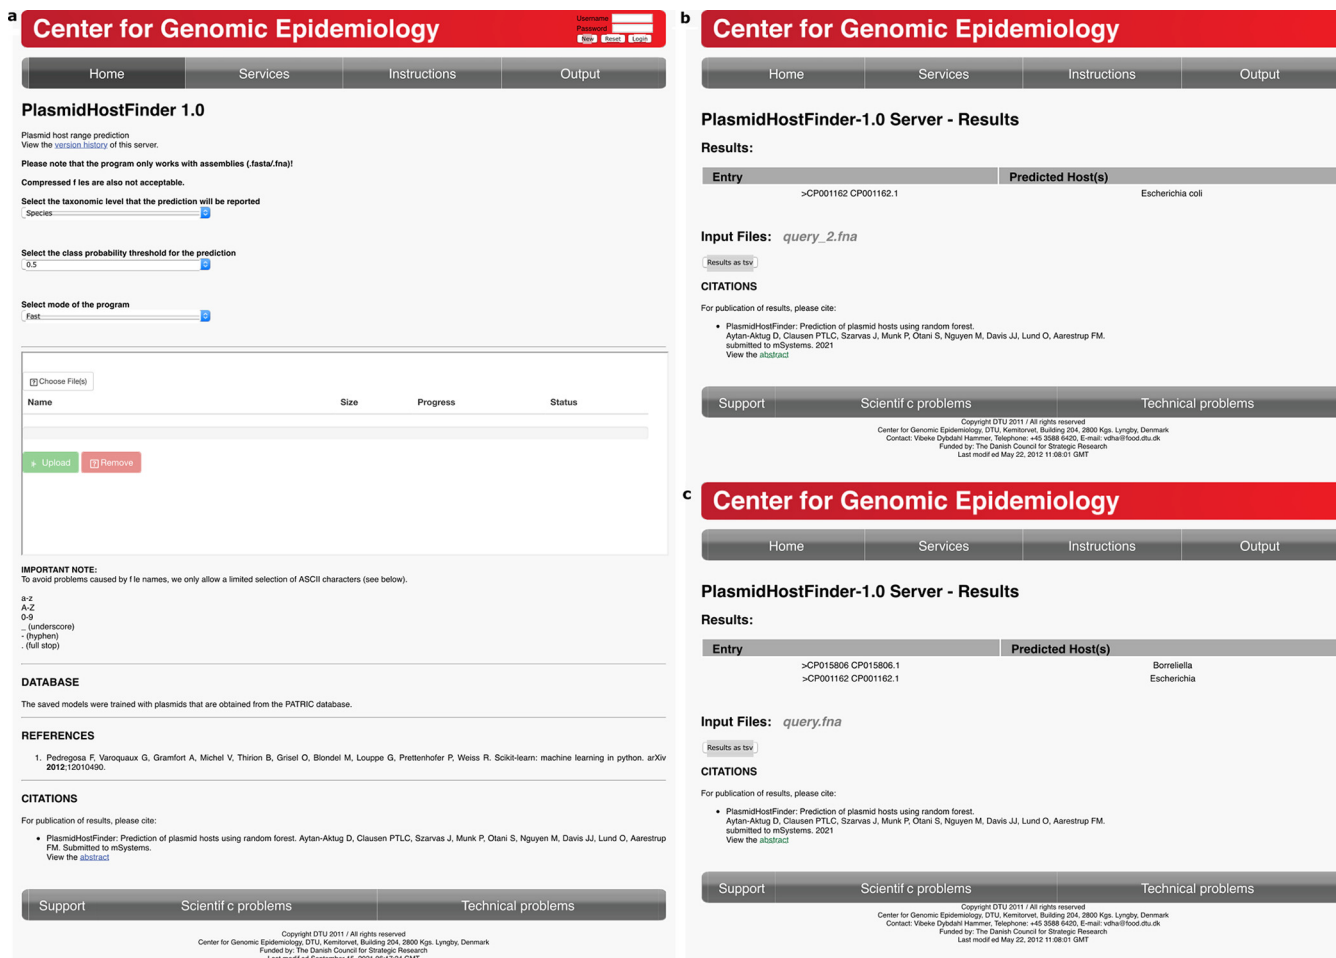 a
Center for Genomic Epidemiology
Username
Password
New Reset Login
Home Services Instructions Output
PlasmidHostFinder 1.0
Plasmid host range prediction
View the version history of this server.
Please note that the program only works with assemblies (.fasta/.fna)!
Compressed f les are also not acceptable.
Select the taxonomic level that the prediction will be reported
Species
Select the class probability threshold for the prediction
0.5
Select mode of the program
Fast
Choose File(s)
Name Size Progress Status
Upload Remove
IMPORTANT NOTE:
To avoid problems caused by f le names, we only allow a limited selection of ASCII characters (see below).
a-z
A-Z
0-9
_ (underscore)
- (hyphen)
. (full stop)
DATABASE
The saved models were trained with plasmids that are obtained from the PATRIC database.
REFERENCES
1. Pedregosa F, Varoquaux G, Gramfort A, Michel V, Thirion B, Grisel O, Blondel M, Louppe G, Prettenhofer P, Weiss R. Scikit-learn: machine learning in python. arXiv
2012;12010490.
CITATIONS
For publication of results, please cite:
• PlasmidHostFinder: Prediction of plasmid hosts using random forest. Aytan-Aktug D, Clausen PTLC, Szarvas J, Munk P, Otani S, Nguyen M, Davis JJ, Lund O, Aarestrup
FM. Submitted to mSystems.
View the abstract
Support Scientif c problems Technical problems
Copyright DTU 2011 / All rights reserved
Center for Genomic Epidemiology, DTU, Kemitorvet, Building 204, 2800 Kgs. Lyngby, Denmark
Funded by: The Danish Council for Strategic Research
b
Center for Genomic Epidemiology
Home Services Instructions Output
PlasmidHostFinder-1.0 Server - Results
Results:
Entry Predicted Host(s)
>CP001162 CP001162.1 Escherichia coli
Input Files: query_2.fna
Results as tsv
CITATIONS
For publication of results, please cite:
• PlasmidHostFinder: Prediction of plasmid hosts using random forest.
Aytan-Aktug D, Clausen PTLC, Szarvas J, Munk P, Otani S, Nguyen M, Davis JJ, Lund O, Aarestrup FM.
submitted to mSystems. 2021
View the abstract
Support Scientif c problems Technical problems
Copyright DTU 2011 / All rights reserved
Center for Genomic Epidemiology, DTU, Kemitorvet, Building 204, 2800 Kgs. Lyngby, Denmark
Contact: Vibeke Dybdahl Hammer, Telephone: +45 3588 6420, E-mail: vdha@food.dtu.dk
Funded by: The Danish Council for Strategic Research
Last modif ed May 22, 2012 11:08:01 GMT
c
Center for Genomic Epidemiology
Home Services Instructions Output
PlasmidHostFinder-1.0 Server - Results
Results:
Entry Predicted Host(s)
>CP015806 CP015806.1 Borreliella
>CP001162 CP001162.1 Escherichia
Input Files: query.fna
Results as tsv
CITATIONS
For publication of results, please cite:
• PlasmidHostFinder: Prediction of plasmid hosts using random forest.
Aytan-Aktug D, Clausen PTLC, Szarvas J, Munk P, Otani S, Nguyen M, Davis JJ, Lund O, Aarestrup FM.
submitted to mSystems. 2021
View the abstract
Support Scientif c problems Technical problems
Copyright DTU 2011 / All rights reserved
Center for Genomic Epidemiology, DTU, Kemitorvet, Building 204, 2800 Kgs. Lyngby, Denmark
Contact: Vibeke Dybdahl Hammer, Telephone: +45 3588 6420, E-mail: vdha@food.dtu.dk
Funded by: The Danish Council for Strategic Research
Last modif ed May 22, 2012 11:08:01 GMT